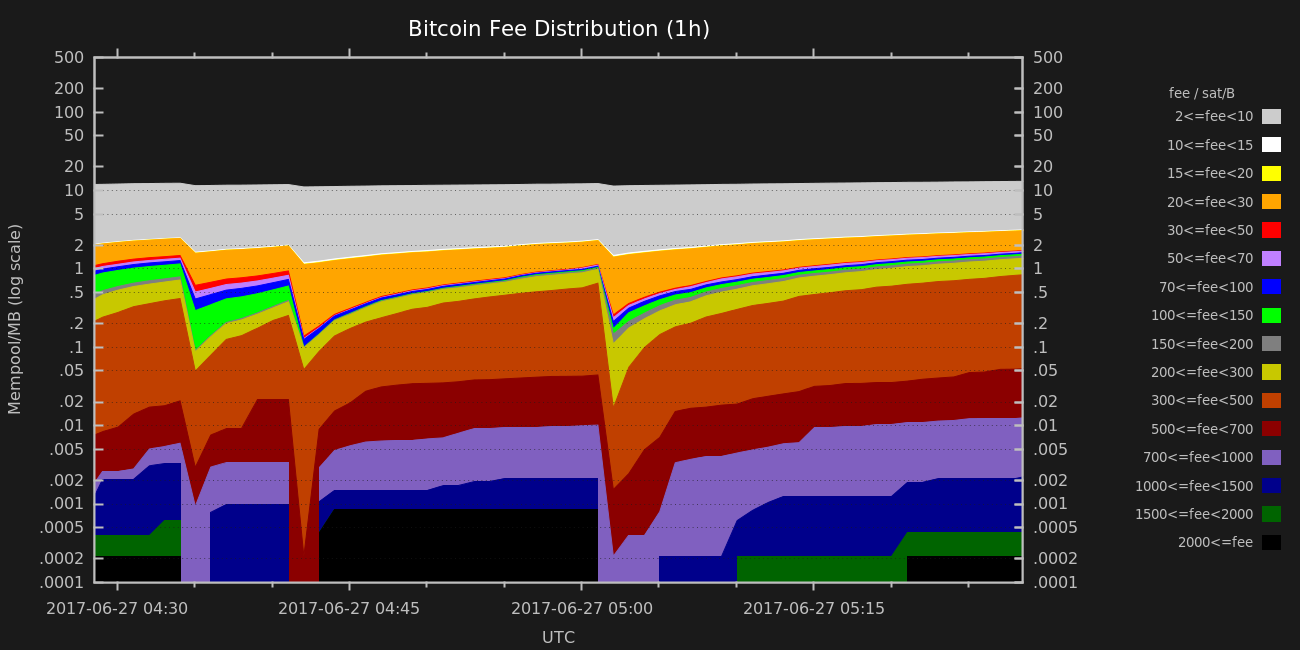 Bitcoin Fee Distribution (1h)
Mempool/MB (log scale)
500
200
100
50
20
10
5
2
1
.5
.2
.1
.05
.02
.01
.005
.002
.001
.0005
.0002
.0001
500
200
100
50
20
10
5
2
1
.5
.2
.1
.05
.02
.01
.005
.002
.001
.0005
.0002
.0001
fee / sat/B
2<=fee<10
10<=fee<15
15<=fee<20
20<=fee<30
30<=fee<50
50<=fee<70
70<=fee<100
100<=fee<150
150<=fee<200
200<=fee<300
300<=fee<500
500<=fee<700
700<=fee<1000
1000<=fee<1500
1500<=fee<2000
2000<=fee
2017-06-27 04:30 2017-06-27 04:45 2017-06-27 05:00 2017-06-27 05:15
UTC